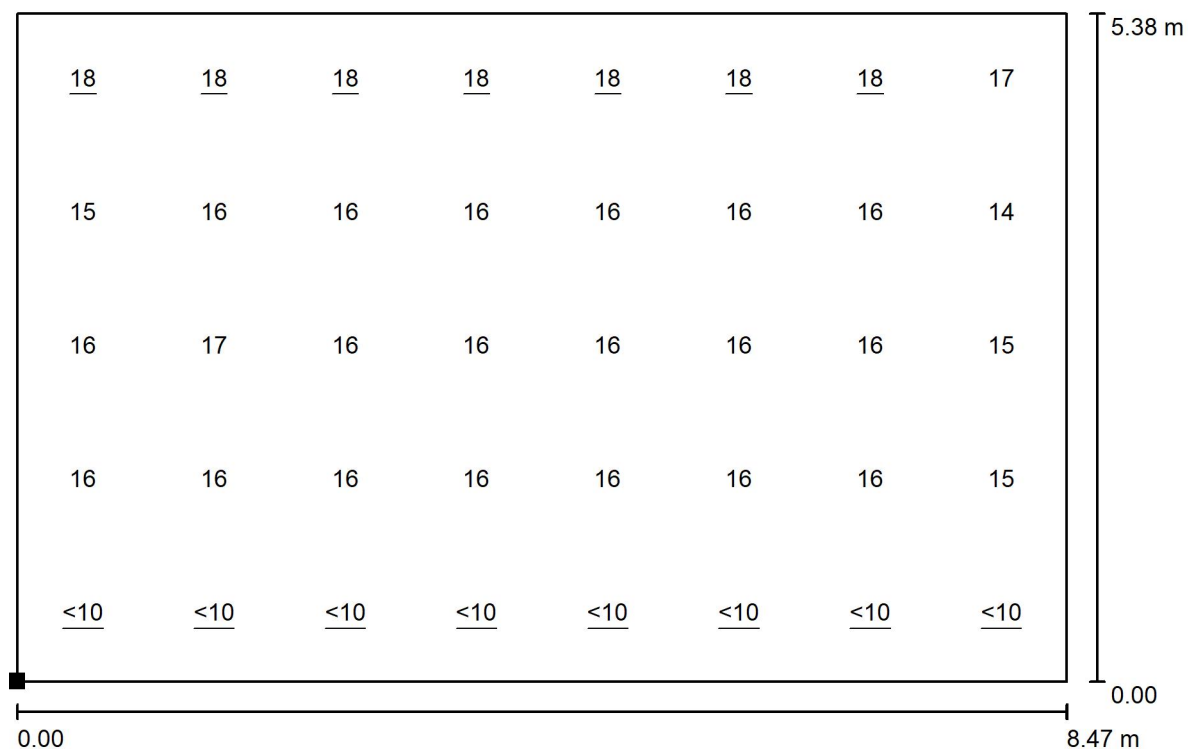 5.38 m
18 18 18 18 18 18 18 17
15 16 16 16 16 16 16 14
16 17 16 16 16 16 16 15
16 16 16 16 16 16 16 15
<10 <10 <10 <10 <10 <10 <10 <10
0.00
0.00 8.47 m